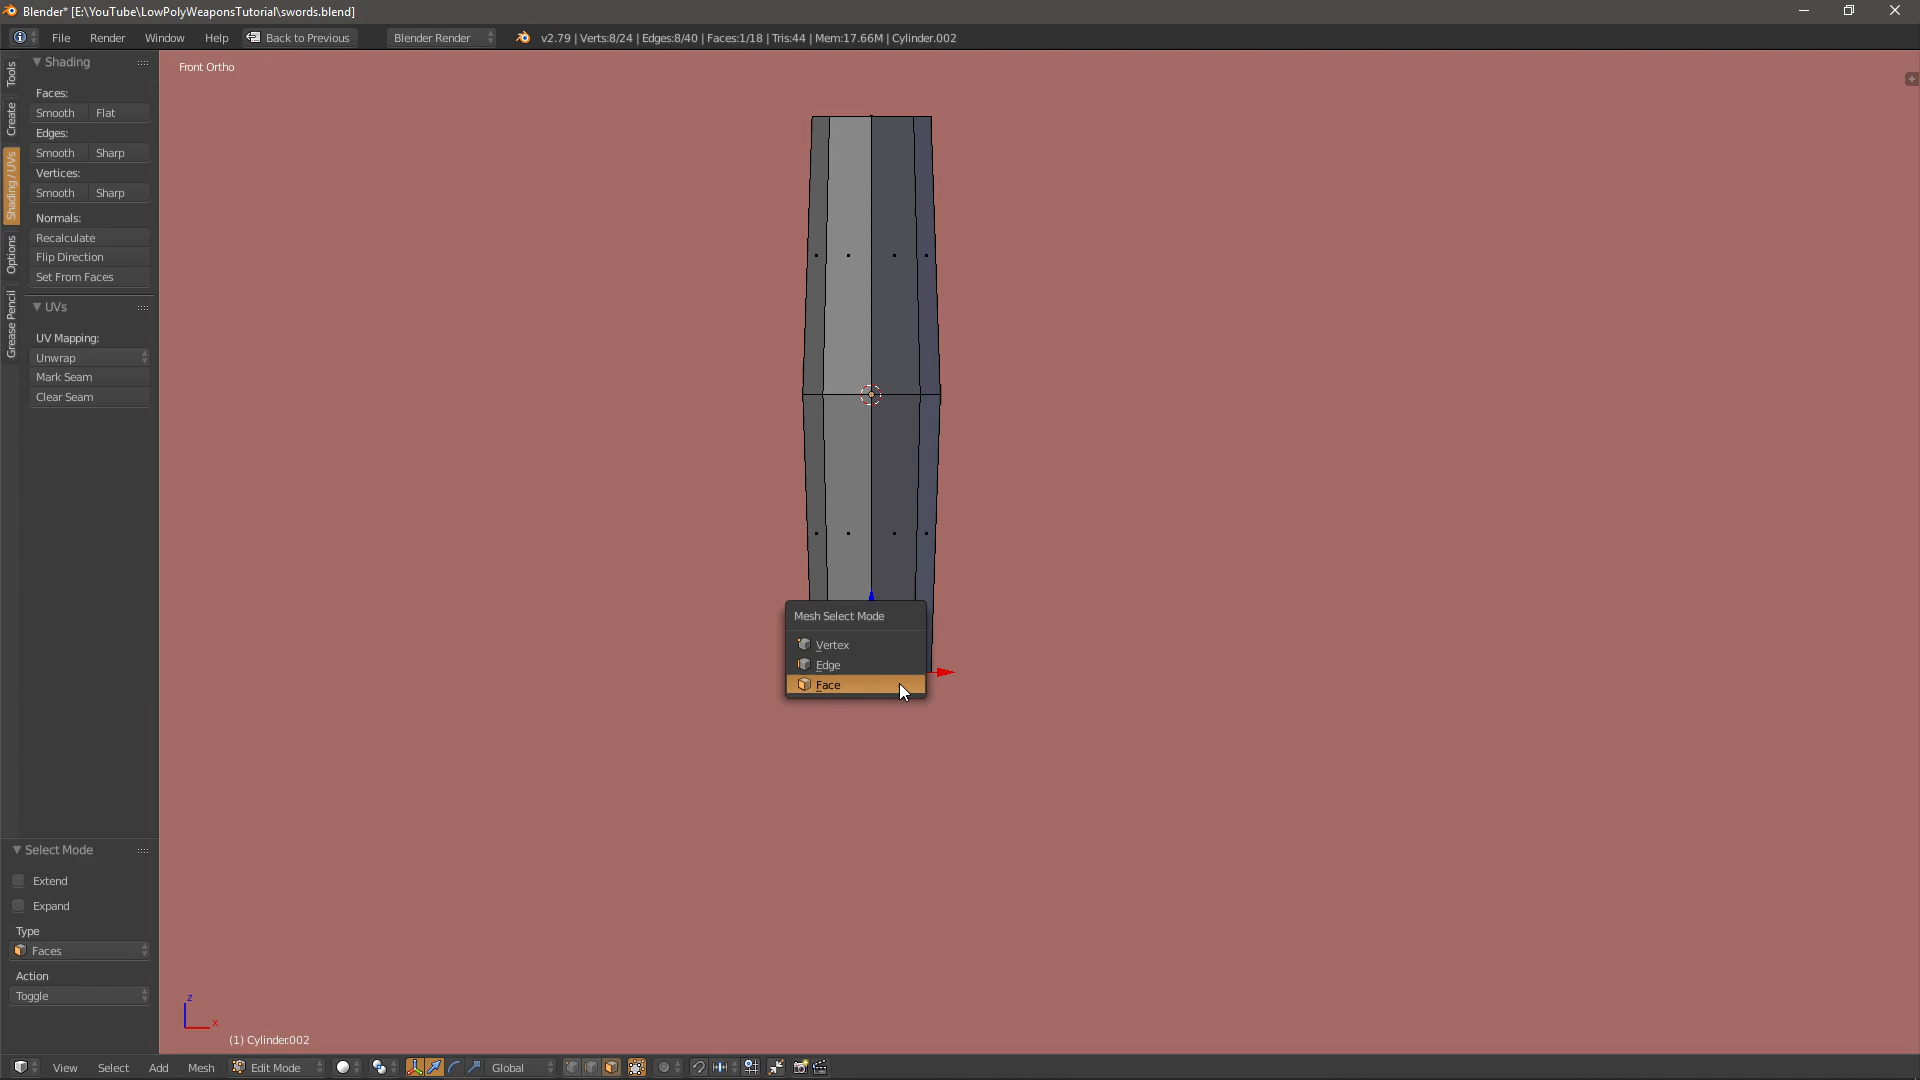 Blender* [E:\YouTube\LowPolyWeaponsTutorial\swords.blend]
File Render Window Help Back to Previous Blender Render v2.79 | Verts:8/24 | Edges:8/40 | Faces:1/18 | Tris:44 | Mem:17.66M | Cylinder.002
Tools
Create
Shading / UVs
Options
Grease Pencil
Shading
Faces:
Smooth Flat
Edges:
Smooth Sharp
Vertices:
Smooth Sharp
Normals:
Recalculate
Flip Direction
Set From Faces
UVs
UV Mapping:
Unwrap
Mark Seam
Clear Seam
Front Ortho
Mesh Select Mode
Vertex
Edge
Face
Select Mode
Extend
Expand
Type
Faces
Action
Toggle
z
x
(1) Cylinder.002
View Select Add Mesh Edit Mode Global